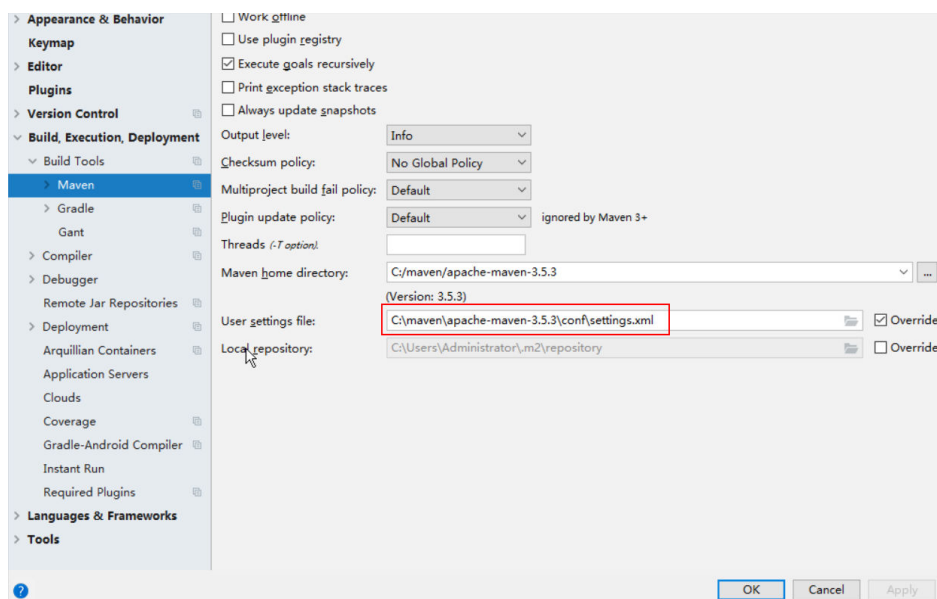 Appearance & Behavior
Keymap
Editor
Plugins
Version Control
Build, Execution, Deployment
Build Tools
Maven
Gradle
Gant
Compiler
Debugger
Remote Jar Repositories
Deployment
Arquillian Containers
Application Servers
Clouds
Coverage
Gradle-Android Compiler
Instant Run
Required Plugins
Languages & Frameworks
Tools
Work offline
Use plugin registry
Execute goals recursively
Print exception stack traces
Always update snapshots
Output level: Info
Checksum policy: No Global Policy
Multiproject build fail policy: Default
Plugin update policy: Default ignored by Maven 3+
Threads (-T option).
Maven home directory: C:/maven/apache-maven-3.5.3 ...
(Version: 3.5.3)
User settings file: C:\maven\apache-maven-3.5.3\conf\settings.xml Override
Local repository: C:\Users\Administrator\.m2\repository Override
? OK Cancel Apply